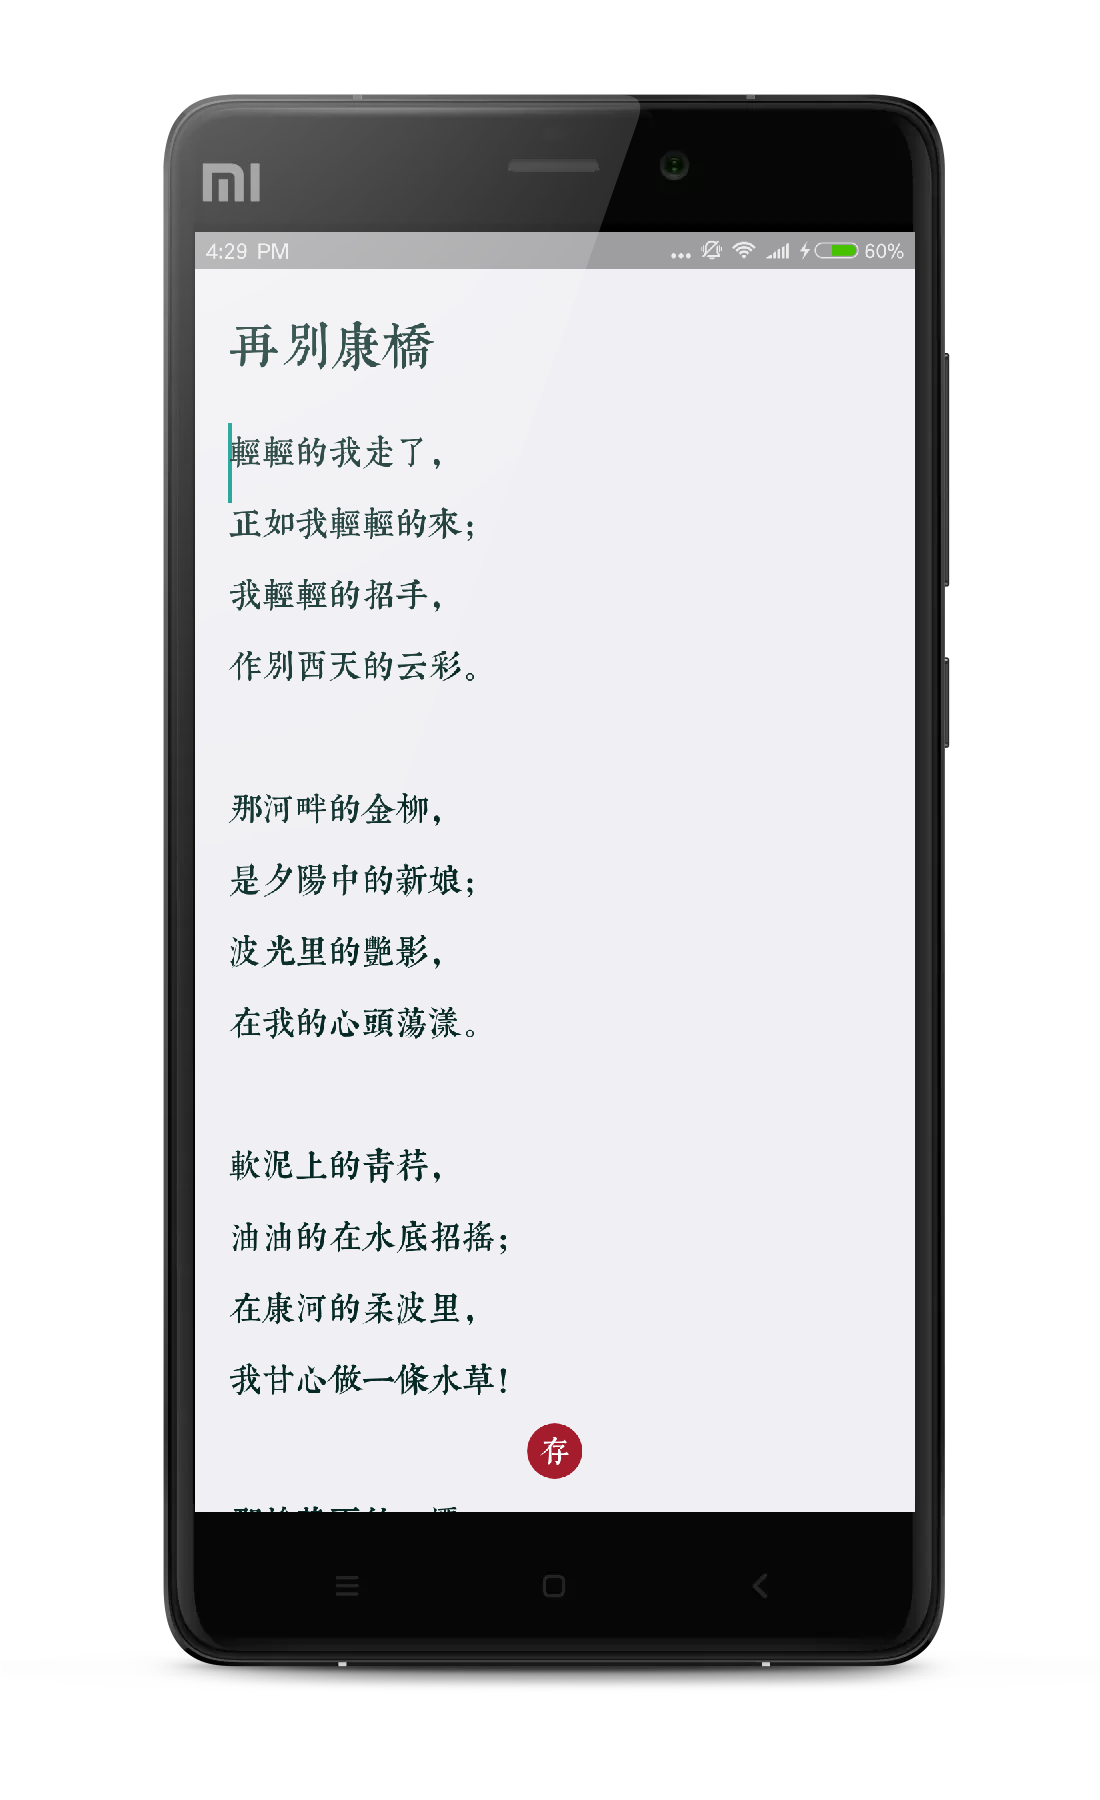 MI
4:29 PM
60%
再別康橋
輕輕的我走了，
正如我輕輕的來；
我輕輕的招手，
作別西天的云彩。
那河畔的金柳，
是夕陽中的新娘；
波光里的艷影，
在我的心頭蕩漾。
軟泥上的青荇，
油油的在水底招搖；
在康河的柔波里，
我甘心做一條水草！
存